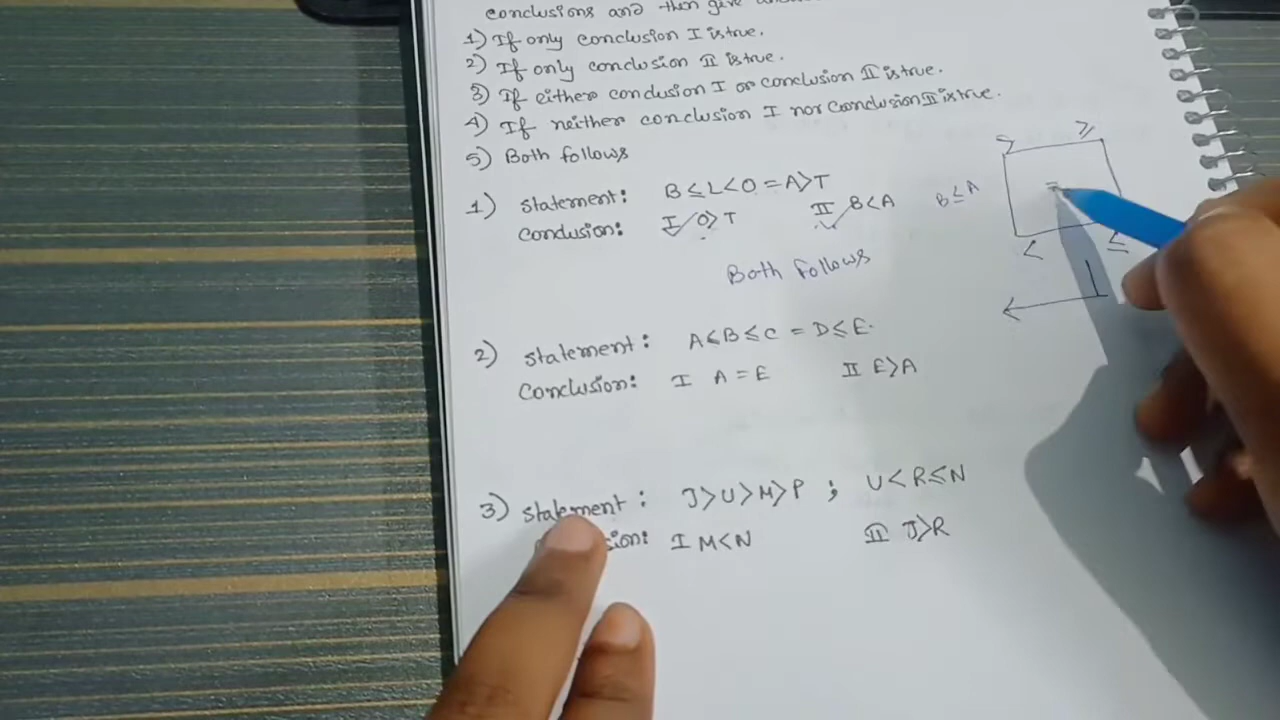 conclusions and then give
1) If only conclusion I is true.
2) If only conclusion II is true.
3) If either conclusion I or conclusion II is true.
4) If neither conclusion I nor conclusion II is true.
5) Both follows
1) Statement: B ≤ L < O = A > T
Conclusion: I O > T II B < A
B ≤ A
> ≥
=
< ≤
Both follows
2) Statement: A ≤ B ≤ C = D ≤ E.
Conclusion: I A = E II E > A
3) Statement: J > U > M > P ; U < R ≤ N
I M < N II J > R